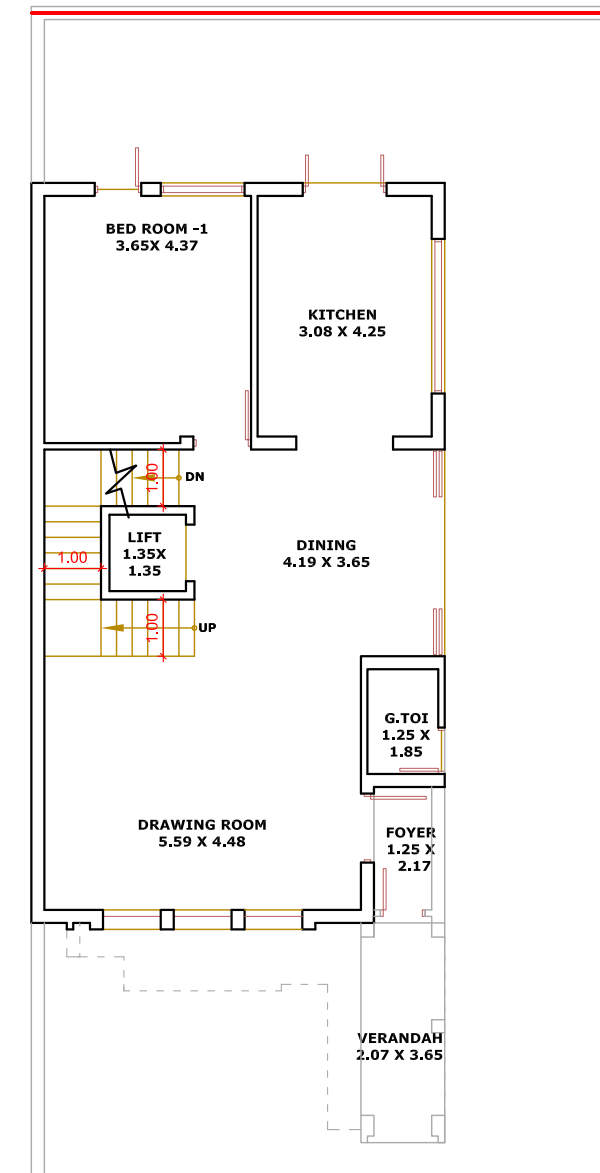 BED ROOM -1
3.65X 4.37
KITCHEN
3.08 X 4.25
1.00
DN
LIFT
1.35X
1.35
1.00
DINING
4.19 X 3.65
1.00
UP
G.TOI
1.25 X
1.85
DRAWING ROOM
5.59 X 4.48
FOYER
1.25 X
2.17
VERANDAH
2.07 X 3.65